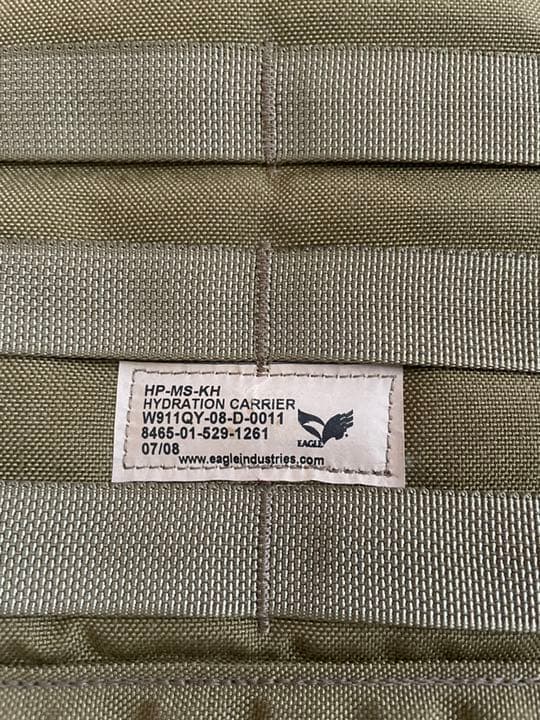 HP-MS-KH
HYDRATION CARRIER
W911QY-08-D-0011
8465-01-529-1261
07/08
EAGLE
www.eagleindustries.com